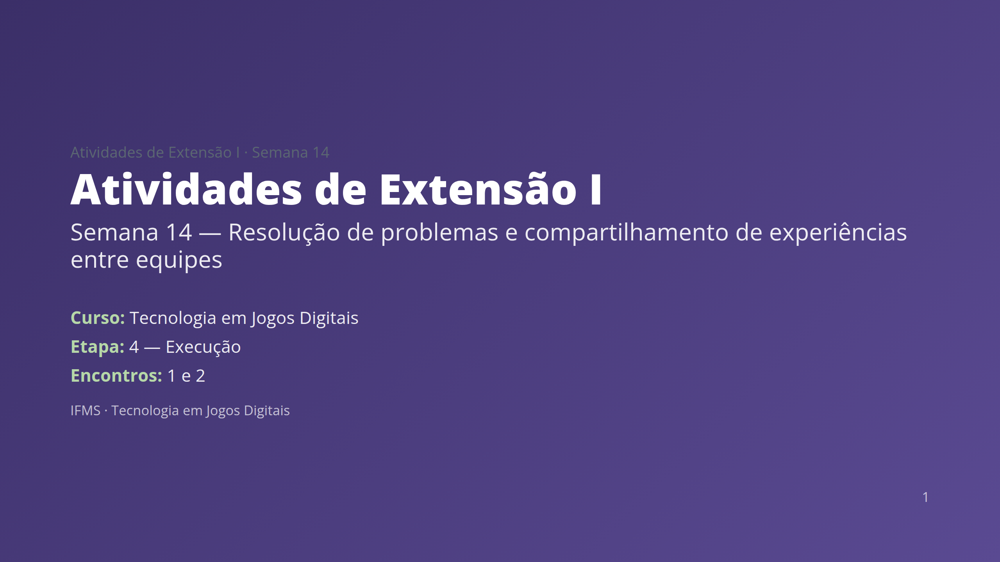 Atividades de Extensão I · Semana 14
Atividades de Extensão I
Semana 14 — Resolução de problemas e compartilhamento de experiências
entre equipes
Curso: Tecnologia em Jogos Digitais
Etapa: 4 — Execução
Encontros: 1 e 2
IFMS · Tecnologia em Jogos Digitais
1